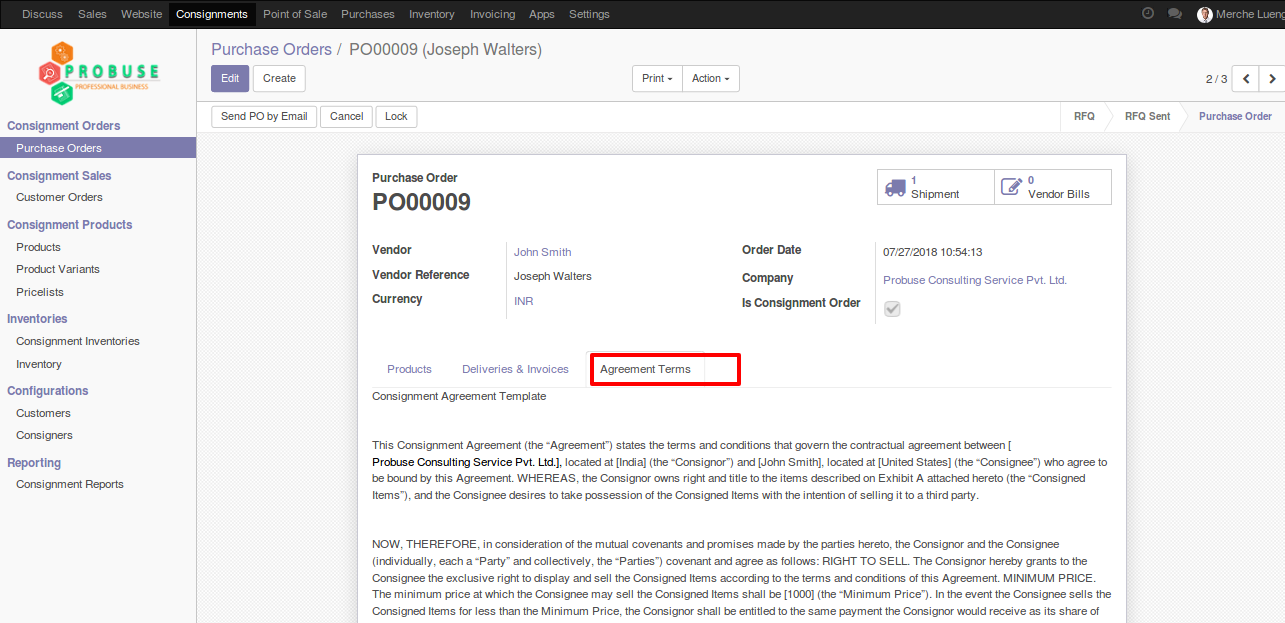 Discuss Sales Website Consignments Point of Sale Purchases Inventory Invoicing Apps Settings Merche Lueng
PROBUSE
PROFESSIONAL BUSINESS
Purchase Orders / PO00009 (Joseph Walters)
Edit Create Print Action 2 / 3
Send PO by Email Cancel Lock RFQ RFQ Sent Purchase Order
Consignment Orders
Purchase Orders
Consignment Sales
Customer Orders
Consignment Products
Products
Product Variants
Pricelists
Inventories
Consignment Inventories
Inventory
Configurations
Customers
Consigners
Reporting
Consignment Reports
Purchase Order
PO00009
1
Shipment
0
Vendor Bills
Vendor John Smith
Vendor Reference Joseph Walters
Currency INR
Order Date 07/27/2018 10:54:13
Company Probuse Consulting Service Pvt. Ltd.
Is Consignment Order
Products Deliveries & Invoices Agreement Terms
Consignment Agreement Template
This Consignment Agreement (the “Agreement”) states the terms and conditions that govern the contractual agreement between [
Probuse Consulting Service Pvt. Ltd.], located at [India] (the “Consignor”) and [John Smith], located at [United States] (the “Consignee”) who agree to
be bound by this Agreement. WHEREAS, the Consignor owns right and title to the items described on Exhibit A attached hereto (the “Consigned
Items”), and the Consignee desires to take possession of the Consigned Items with the intention of selling it to a third party.
NOW, THEREFORE, in consideration of the mutual covenants and promises made by the parties hereto, the Consignor and the Consignee
(individually, each a “Party” and collectively, the “Parties”) covenant and agree as follows: RIGHT TO SELL. The Consignor hereby grants to the
Consignee the exclusive right to display and sell the Consigned Items according to the terms and conditions of this Agreement. MINIMUM PRICE.
The minimum price at which the Consignee may sell the Consigned Items shall be [1000] (the “Minimum Price”). In the event the Consignee sells the
Consigned Items for less than the Minimum Price, the Consignor shall be entitled to the same payment the Consignor would receive as its share of